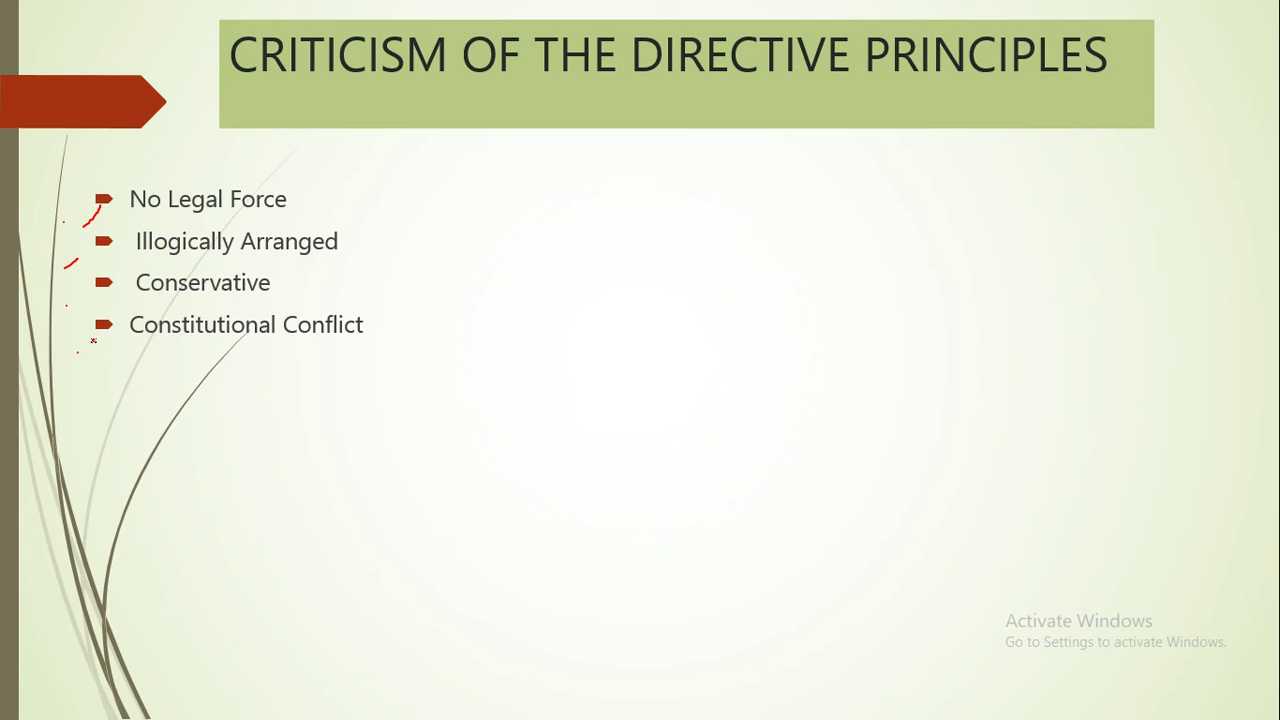 CRITICISM OF THE DIRECTIVE PRINCIPLES
No Legal Force
Illogically Arranged
Conservative
Constitutional Conflict
Activate Windows
Go to Settings to activate Windows.